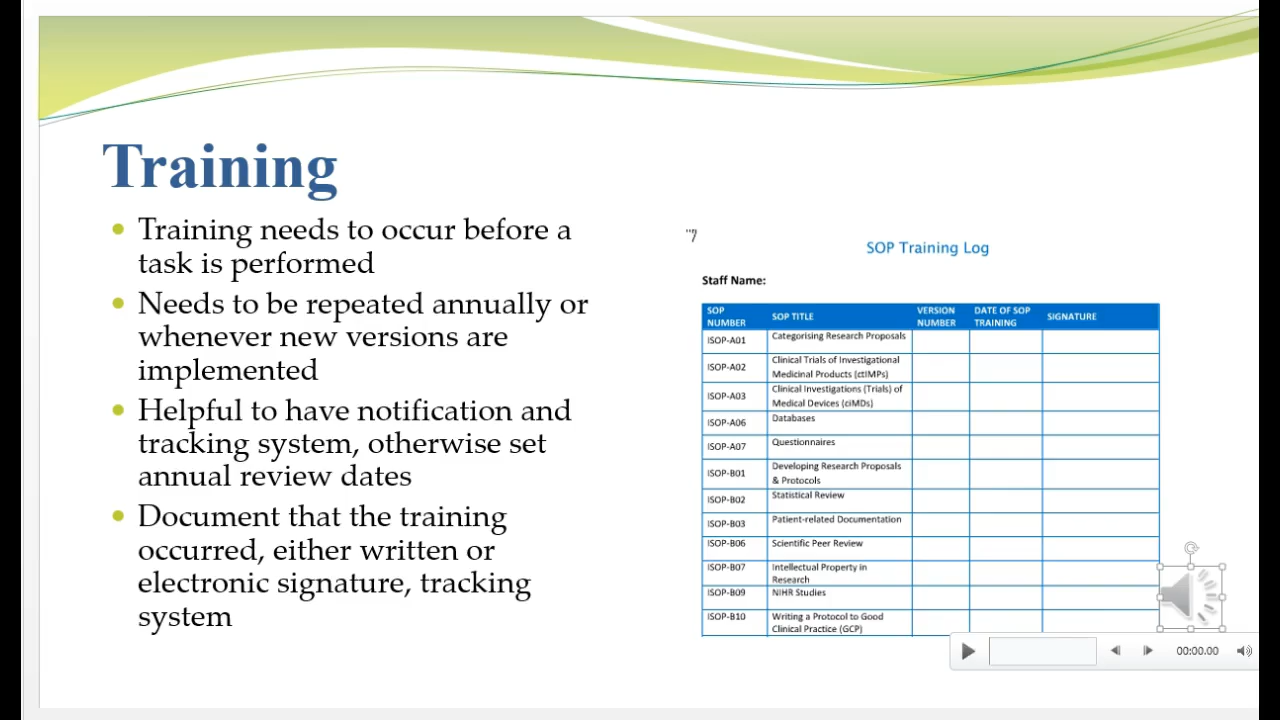 Training
• Training needs to occur before a
task is performed
• Needs to be repeated annually or
whenever new versions are
implemented
• Helpful to have notification and
tracking system, otherwise set
annual review dates
• Document that the training
occurred, either written or
electronic signature, tracking
system
SOP Training Log
Staff Name:
SOP NUMBER SOP TITLE VERSION NUMBER DATE OF SOP TRAINING SIGNATURE
ISOP-A01 Categorising Research Proposals
ISOP-A02 Clinical Trials of Investigational
Medicinal Products (ctIMPs)
ISOP-A03 Clinical Investigations (Trials) of
Medical Devices (ciMDs)
ISOP-A06 Databases
ISOP-A07 Questionnaires
ISOP-B01 Developing Research Proposals
& Protocols
ISOP-B02 Statistical Review
ISOP-B03 Patient-related Documentation
ISOP-B06 Scientific Peer Review
ISOP-B07 Intellectual Property in
Research
ISOP-B09 NIHR Studies
ISOP-B10 Writing a Protocol to Good
Clinical Practice (GCP)
00:00.00